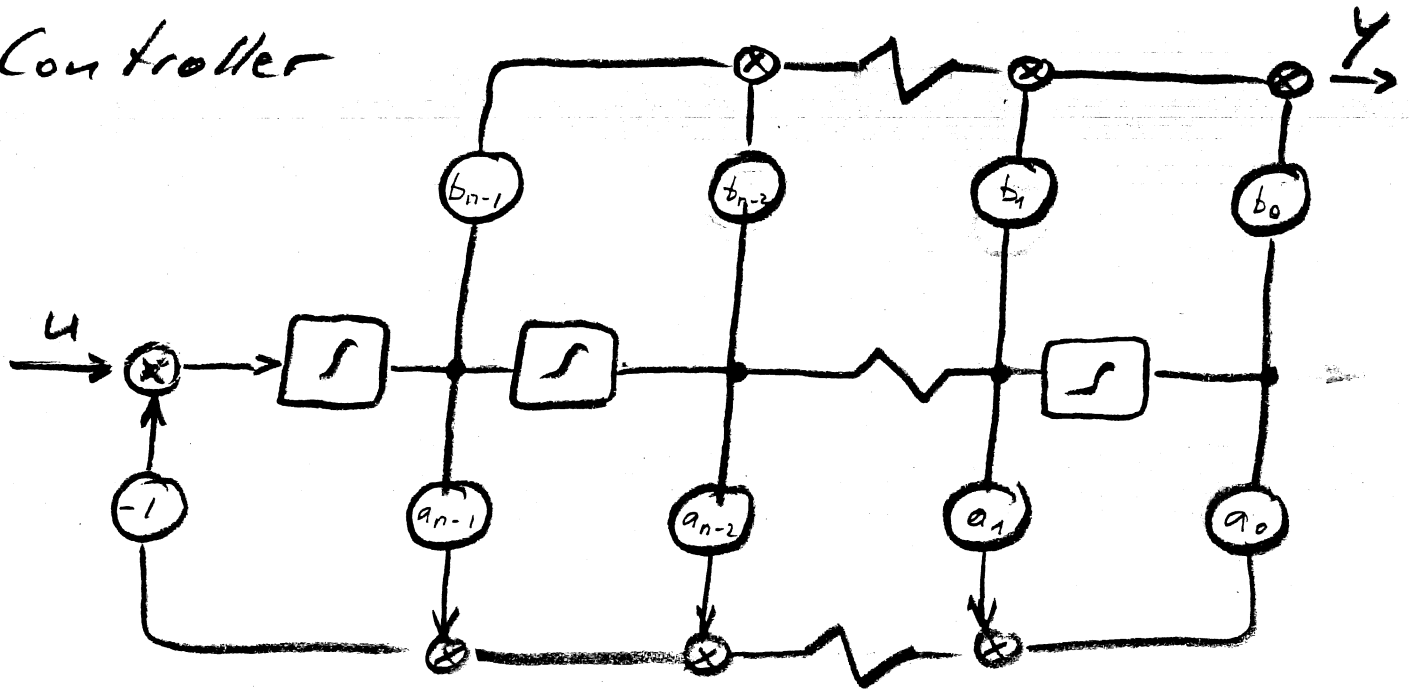 Controller
y
b_{n-1} b_{n-2} b_1 b_0
u
∫ ∫ ∫
-1 a_{n-1} a_{n-2} a_1 a_0